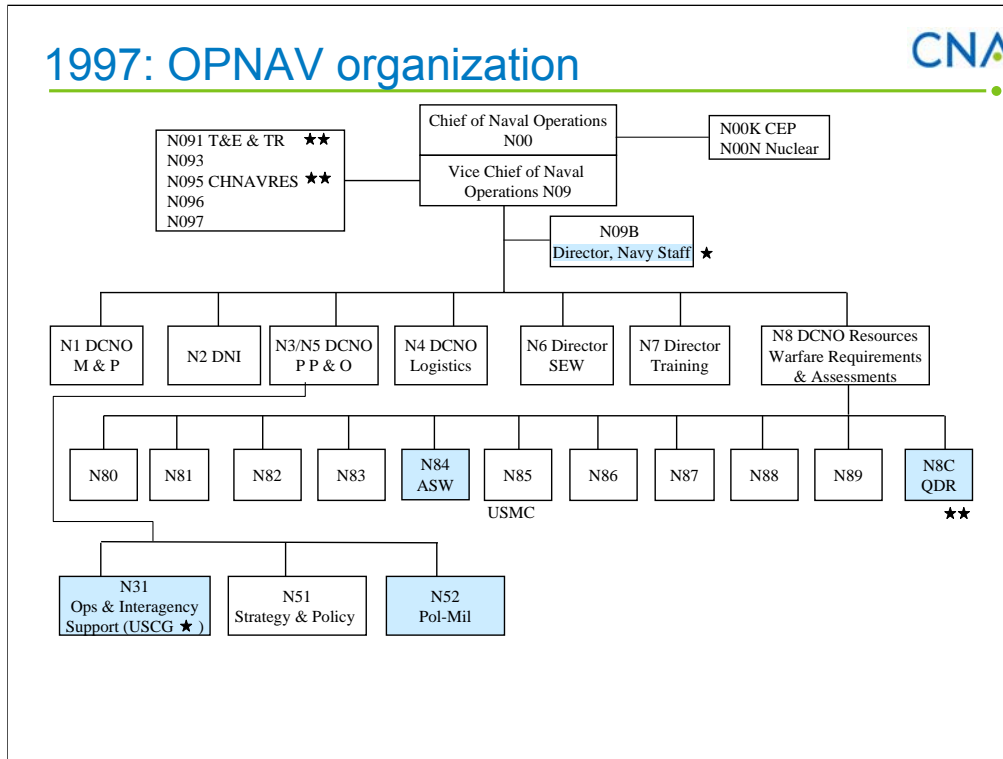 1997: OPNAV organization
CNA
Chief of Naval Operations
N00
Vice Chief of Naval
Operations N09
N00K CEP
N00N Nuclear
N091 T&E & TR ★★
N093
N095 CHNAVRES ★★
N096
N097
N09B
Director, Navy Staff ★
N1 DCNO
M & P
N2 DNI
N3/N5 DCNO
P P & O
N4 DCNO
Logistics
N6 Director
SEW
N7 Director
Training
N8 DCNO Resources
Warfare Requirements
& Assessments
N80
N81
N82
N83
N84
ASW
N85
USMC
N86
N87
N88
N89
N8C
QDR
★★
N31
Ops & Interagency
Support (USCG ★ )
N51
Strategy & Policy
N52
Pol-Mil